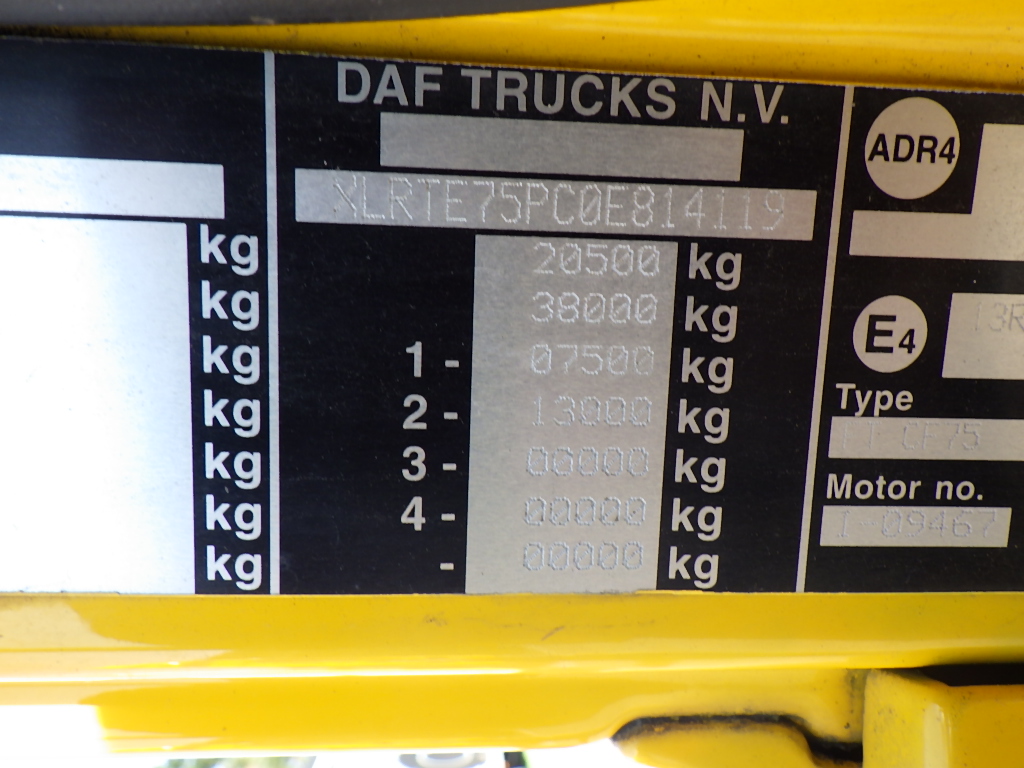 DAF TRUCKS N.V.
XLRTE75PC0E814119
kg
kg
kg
kg
kg
kg
kg
20500 kg
38000 kg
1 - 07500 kg
2 - 13000 kg
3 - 00000 kg
4 - 00000 kg
- 00000 kg
ADR4
E4
Type
CF75
Motor no.